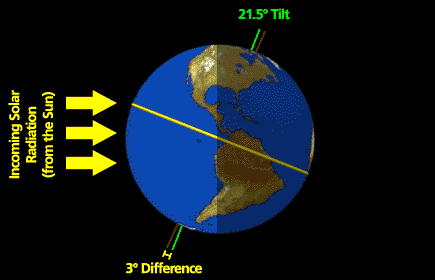 21.5° Tilt
Incoming Solar
Radiation
(from the Sun)
3° Difference